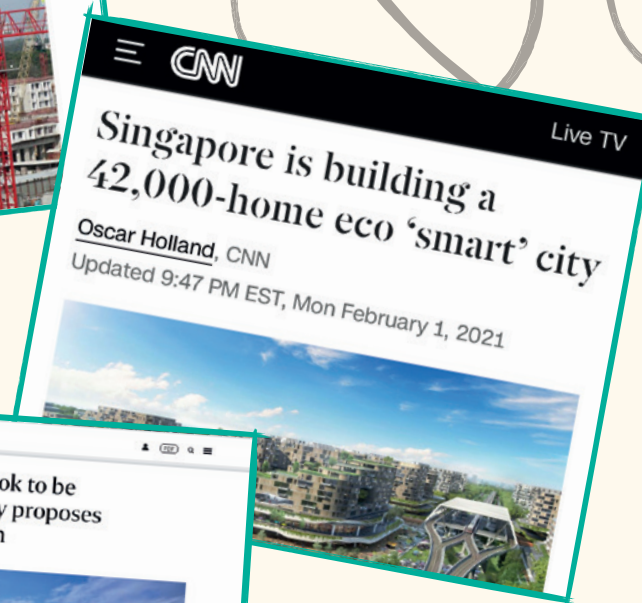 CNN
Live TV
Singapore is building a
42,000-home eco ‘smart’ city
Oscar Holland, CNN
Updated 9:47 PM EST, Mon February 1, 2021
to be
proposes